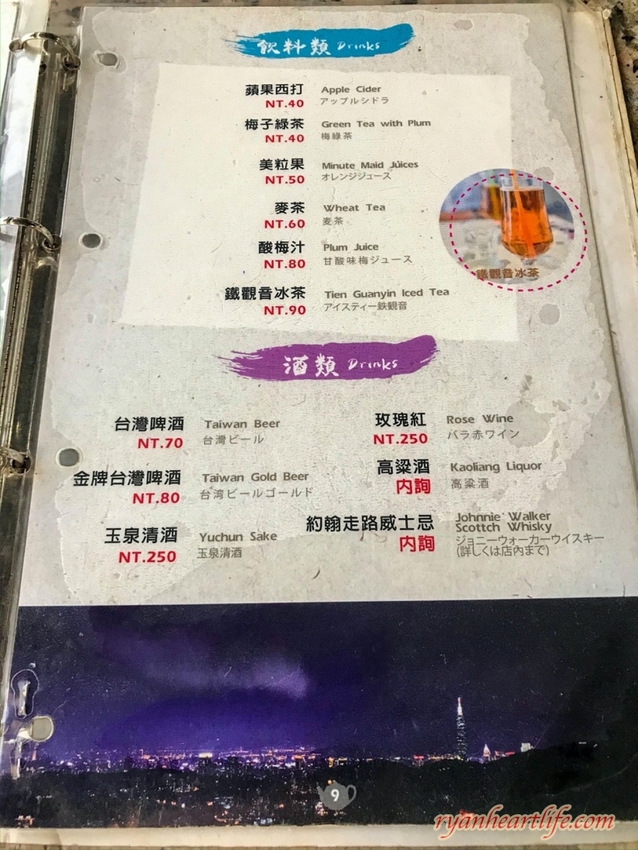 飲料類 Drinks
蘋果西打 Apple Cider
NT.40 アップルシドラ
梅子綠茶 Green Tea with Plum
NT.40 梅綠茶
美粒果 Minute Maid Juices
NT.50 オレンジジュース
麥茶 Wheat Tea
NT.60 麦茶
酸梅汁 Plum Juice
NT.80 甘酸味梅ジュース
鐵觀音冰茶 Tien Guanyin Iced Tea
NT.90 アイスティー鉄観音
鐵觀音冰茶
酒類 Drinks
台灣啤酒 Taiwan Beer
NT.70 台湾ビール
金牌台灣啤酒 Taiwan Gold Beer
NT.80 台湾ビールゴールド
玉泉清酒 Yuchun Sake
NT.250 玉泉清酒
玫瑰紅 Rose Wine
NT.250 バラ赤ワイン
高粱酒 Kaoliang Liquor
內詢 高粱酒
約翰走路威士忌 Johnnie Walker
Scottch Whisky
內詢 ジョニーウォーカーウイスキー
(詳しくは店內まで)
9
ryanheartlife.com